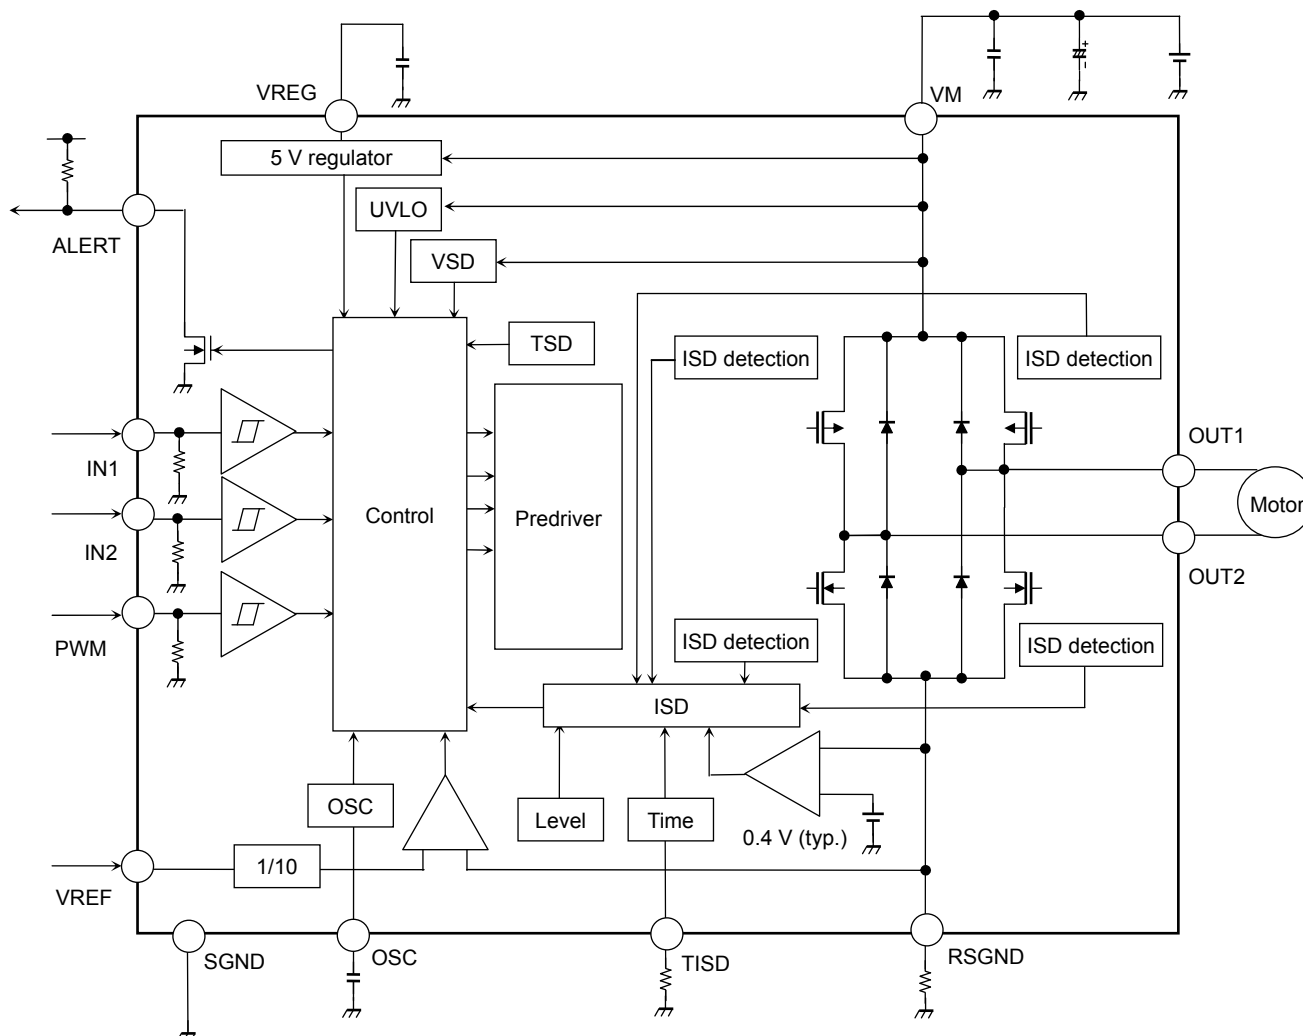 VREG
VM
5 V regulator
UVLO
ALERT
VSD
TSD
ISD detection
ISD detection
IN1
OUT1
Control
Predriver
Motor
IN2
OUT2
PWM
ISD detection
ISD detection
ISD
OSC
Level
Time
0.4 V (typ.)
1/10
VREF
SGND
OSC
TISD
RSGND
+
−